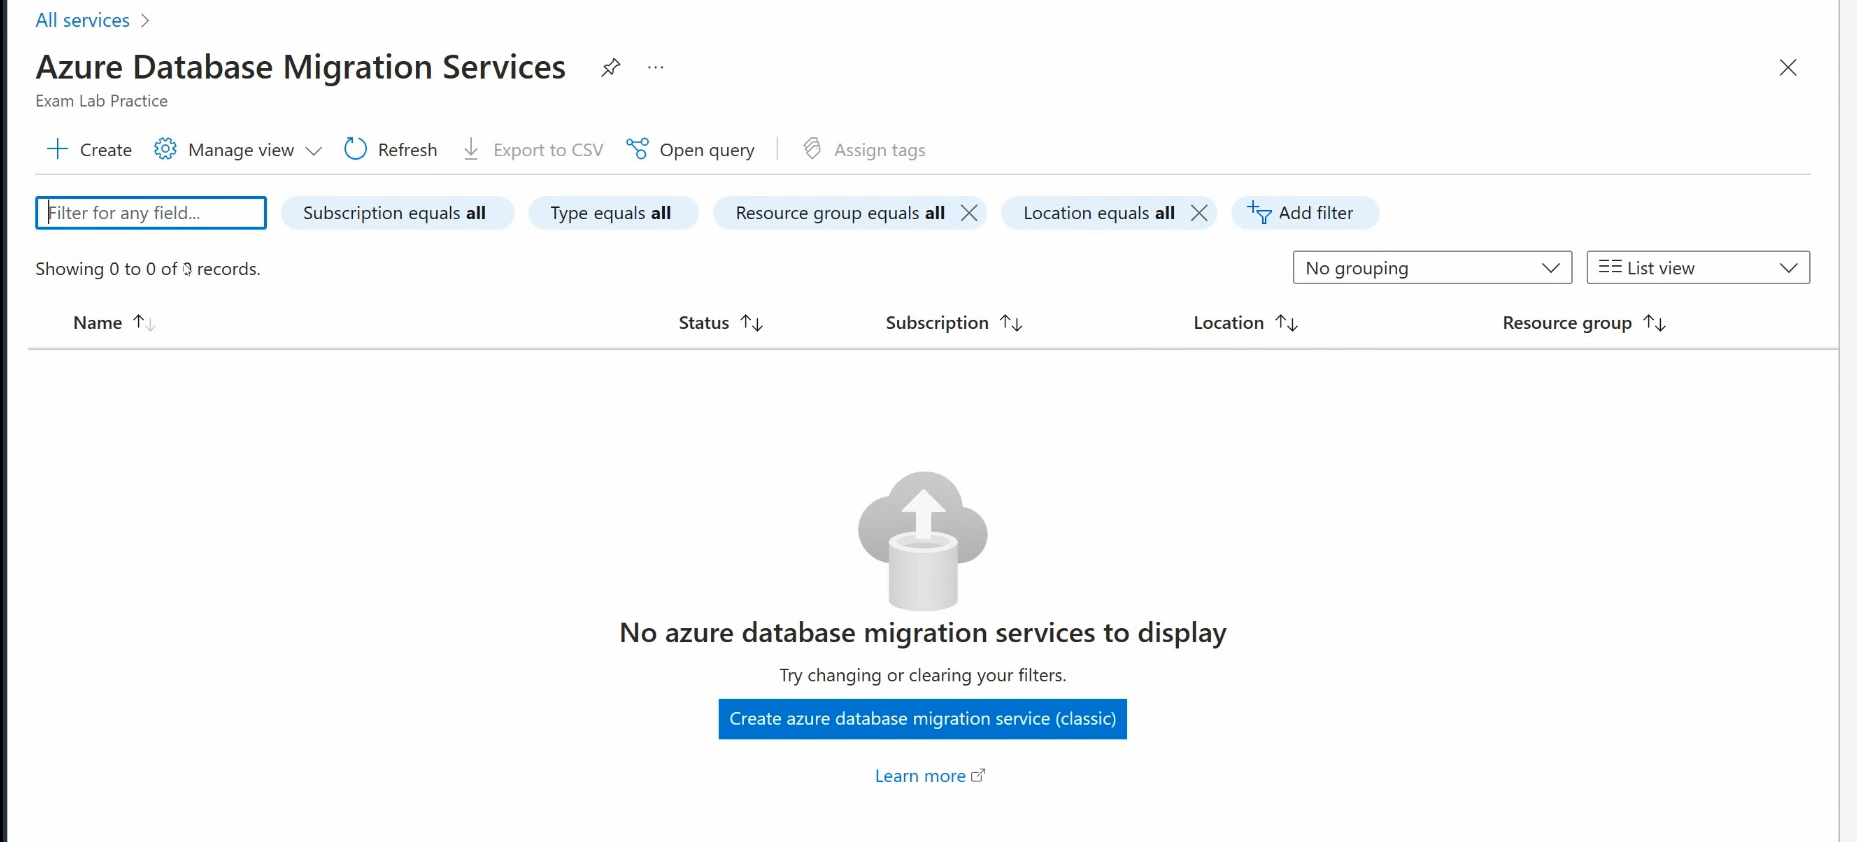 All services >
Azure Database Migration Services ...
Exam Lab Practice
Create Manage view Refresh Export to CSV Open query Assign tags
Filter for any field... Subscription equals all Type equals all Resource group equals all Location equals all Add filter
Showing 0 to 0 of 0 records. No grouping List view
Name Status Subscription Location Resource group
No azure database migration services to display
Try changing or clearing your filters.
Create azure database migration service (classic)
Learn more